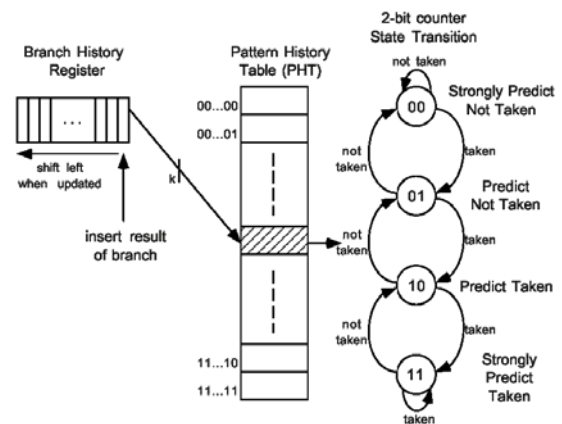 Branch History
Register
...
shift left
when updated
insert result
of branch
k
Pattern History
Table (PHT)
00...00
00...01
11...10
11...11
2-bit counter
State Transition
not taken
00
Strongly Predict
Not Taken
not
taken
taken
01
Predict
Not Taken
not
taken
taken
10
Predict Taken
not
taken
taken
11
Strongly
Predict
Taken
taken